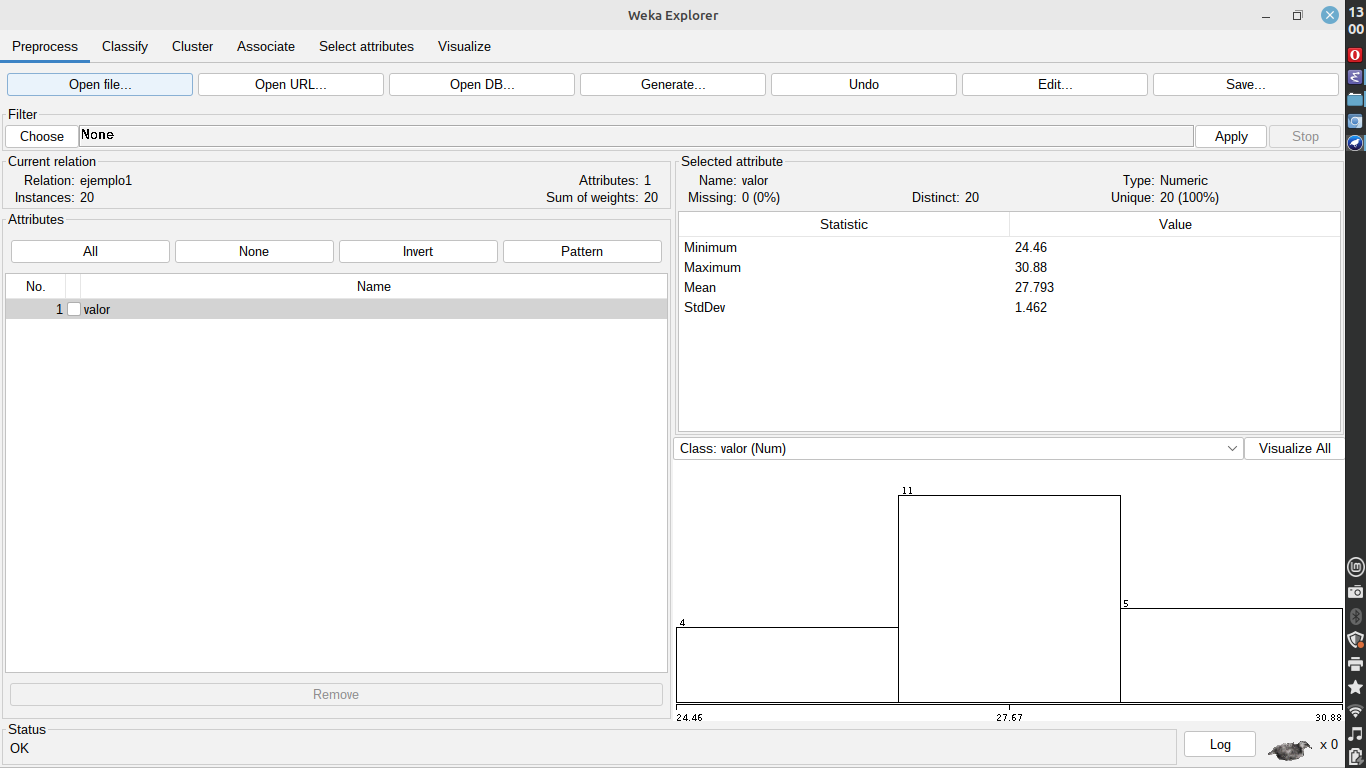 Weka Explorer
13
00
Preprocess Classify Cluster Associate Select attributes Visualize
Open file... Open URL... Open DB... Generate... Undo Edit... Save...
Filter
Choose None Apply Stop
Current relation
Relation: ejemplo1 Attributes: 1
Instances: 20 Sum of weights: 20
Attributes
All None Invert Pattern
No. Name
1 valor
Remove
Selected attribute
Name: valor Type: Numeric
Missing: 0 (0%) Distinct: 20 Unique: 20 (100%)
Statistic Value
Minimum 24.46
Maximum 30.88
Mean 27.793
StdDev 1.462
Class: valor (Num) Visualize All
11
5
4
24.46 27.67 30.88
Status
OK
Log x 0